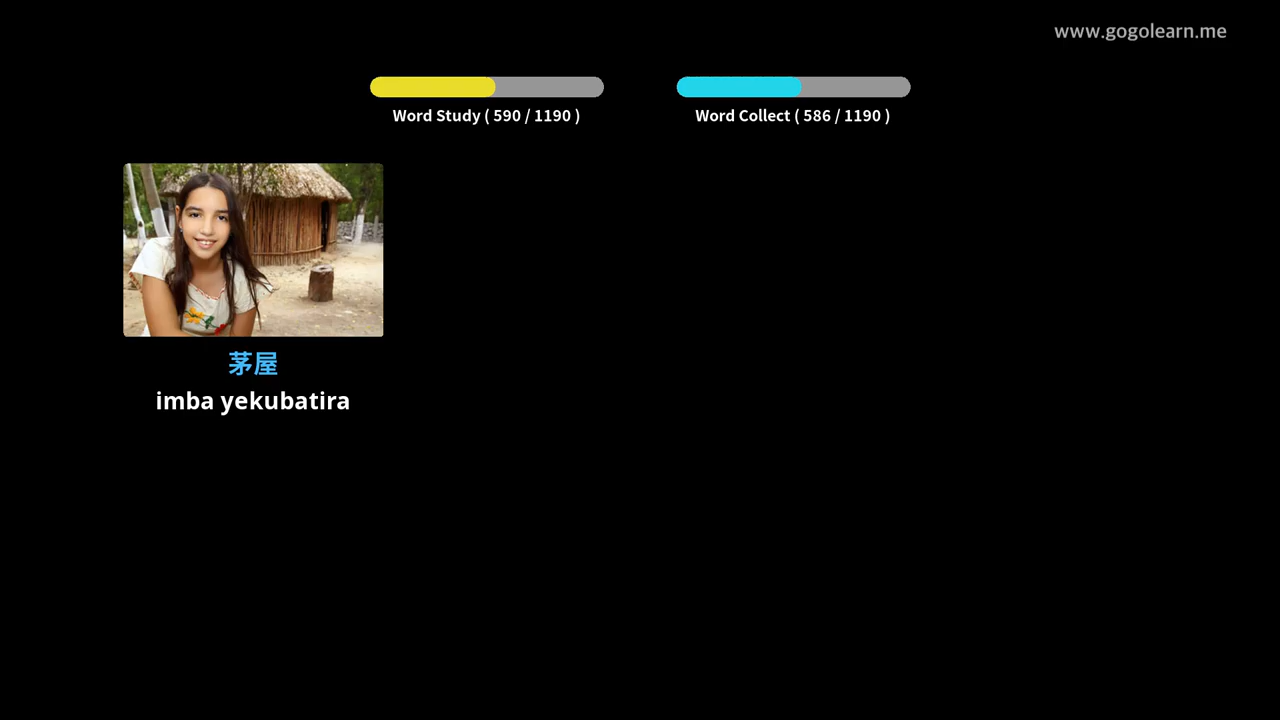 www.gogolearn.me
Word Study ( 590 / 1190 )
Word Collect ( 586 / 1190 )
茅屋
imba yekubatira